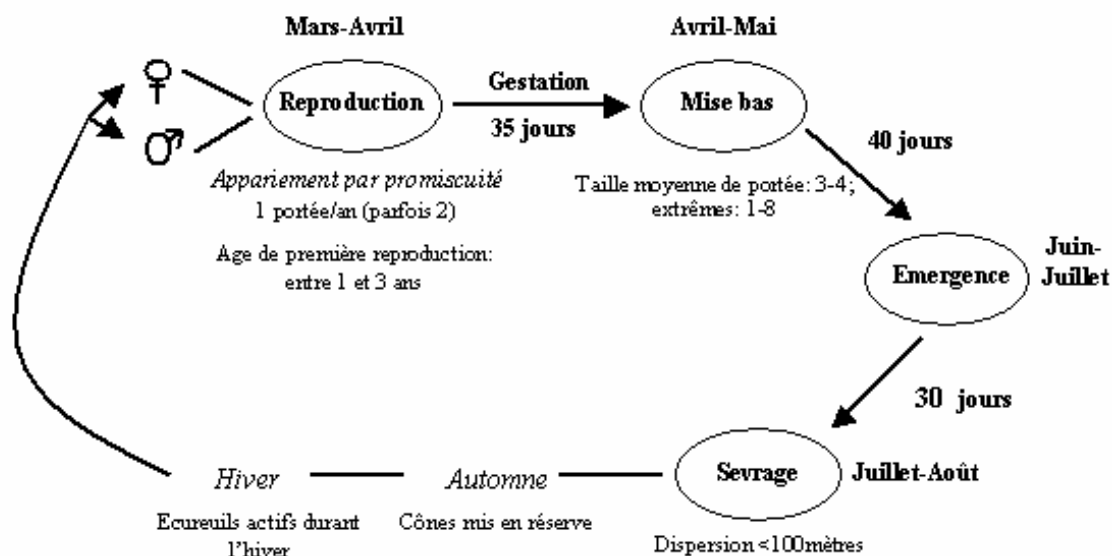 Mars-Avril
Avril-Mai
Reproduction
Gestation
35 jours
Mise bas
40 jours
Appariement par promiscuité
1 portée/an (parfois 2)
Age de première reproduction:
entre 1 et 3 ans
Taille moyenne de portée: 3-4;
extrêmes: 1-8
Emergence
Juin-
Juillet
30 jours
Sevrage
Juillet-Août
Dispersion <100mètres
Automne
Cônes mis en réserve
Hiver
Ecureuils actifs durant
l'hiver